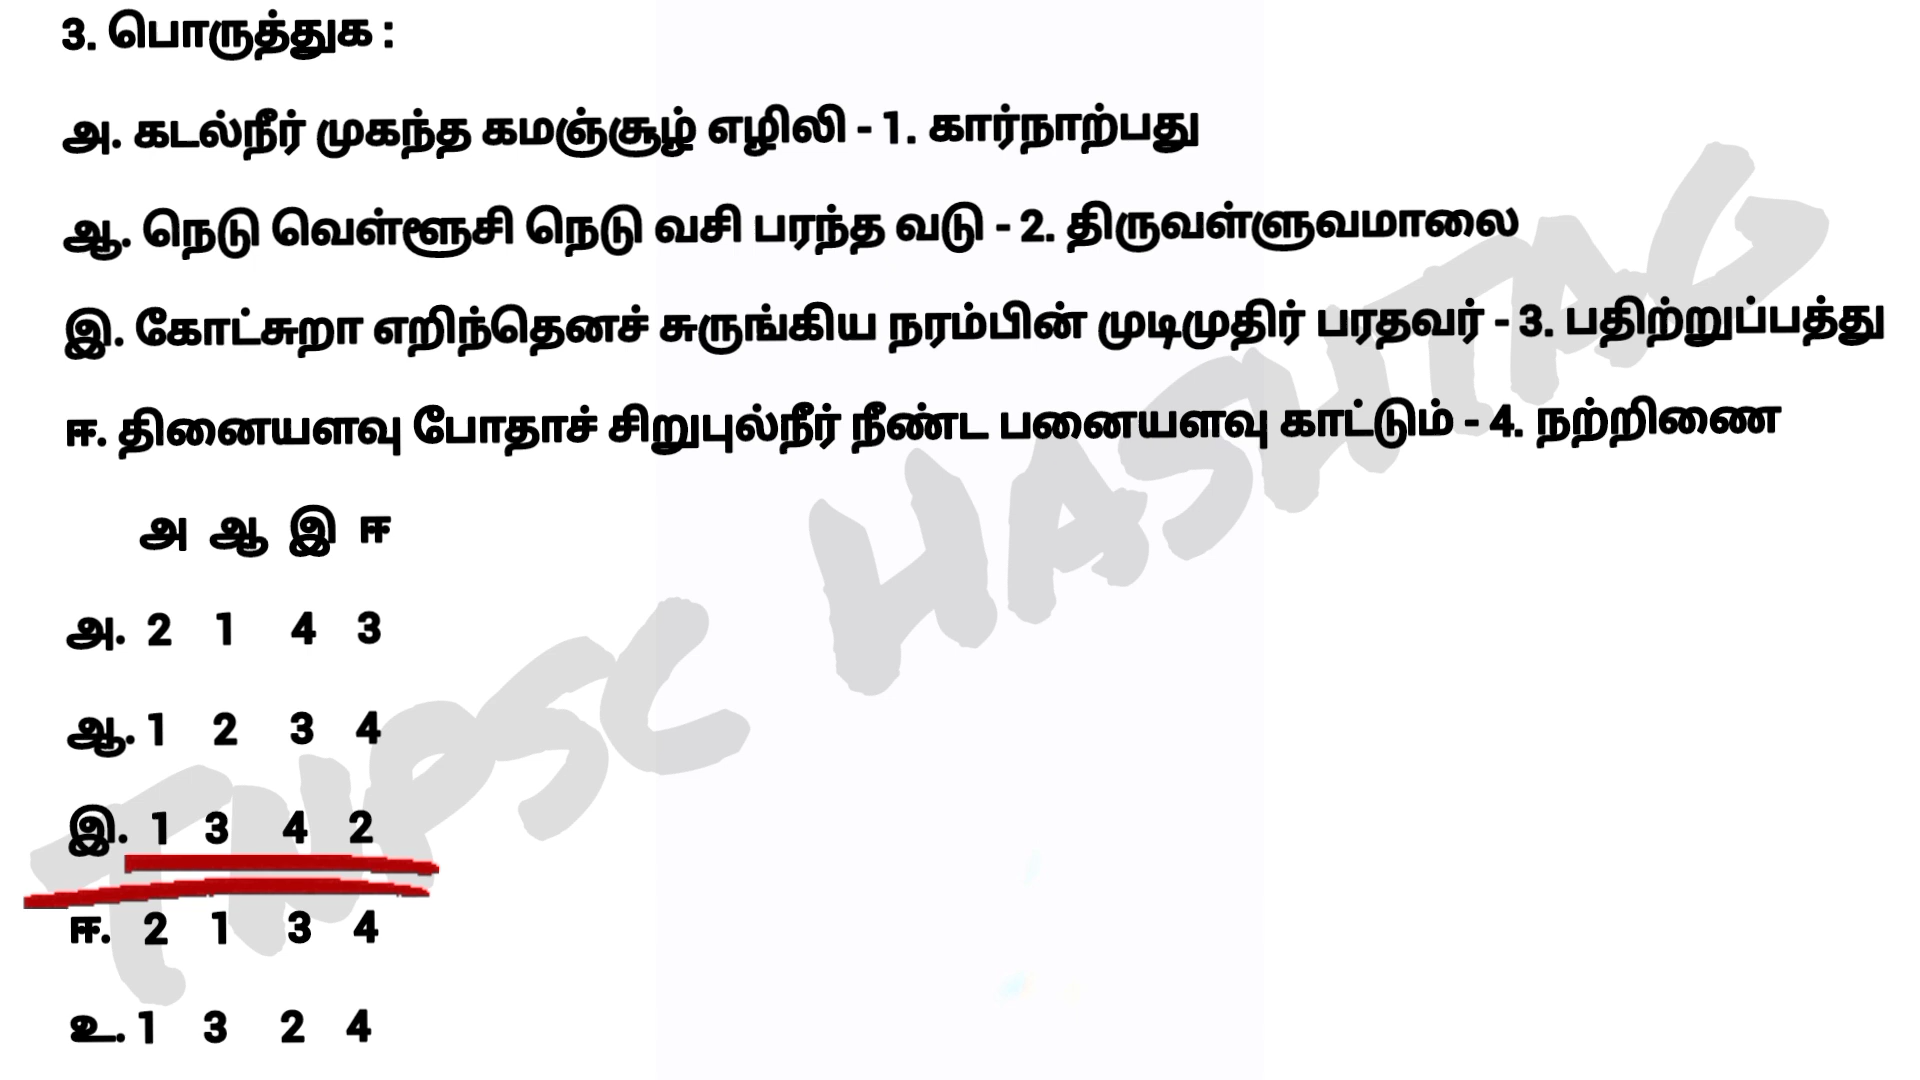 3. பொருத்துக :
அ. கடல்நீர் முகந்த கமஞ்சூழ் எழிலி - 1. கார்நாற்பது
ஆ. நெடு வெள்ளூசி நெடு வசி பரந்த வடு - 2. திருவள்ளுவமாலை
இ. கோட்சுறா எறிந்தெனச் சுருங்கிய நரம்பின் முடிமுதிர் பரதவர் - 3. பதிற்றுப்பத்து
ஈ. தினையளவு போதாச் சிறுபுல்நீர் நீண்ட பனையளவு காட்டும் - 4. நற்றிணை
அ ஆ இ ஈ
அ. 2 1 4 3
ஆ. 1 2 3 4
இ. 1 3 4 2
ஈ. 2 1 3 4
உ. 1 3 2 4
TNPSC HASHTAG